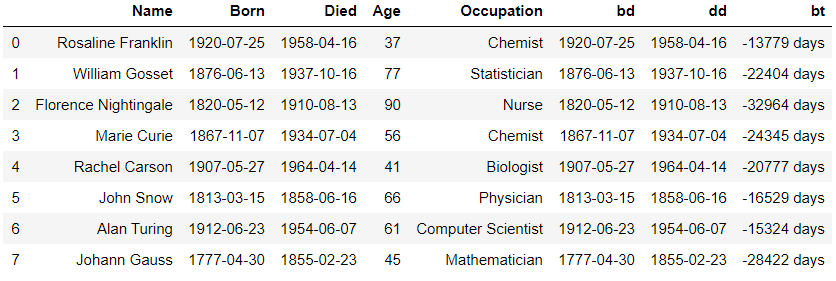 Name Born Died Age Occupation bd dd bt
0 Rosaline Franklin 1920-07-25 1958-04-16 37 Chemist 1920-07-25 1958-04-16 -13779 days
1 William Gosset 1876-06-13 1937-10-16 77 Statistician 1876-06-13 1937-10-16 -22404 days
2 Florence Nightingale 1820-05-12 1910-08-13 90 Nurse 1820-05-12 1910-08-13 -32964 days
3 Marie Curie 1867-11-07 1934-07-04 56 Chemist 1867-11-07 1934-07-04 -24345 days
4 Rachel Carson 1907-05-27 1964-04-14 41 Biologist 1907-05-27 1964-04-14 -20777 days
5 John Snow 1813-03-15 1858-06-16 66 Physician 1813-03-15 1858-06-16 -16529 days
6 Alan Turing 1912-06-23 1954-06-07 61 Computer Scientist 1912-06-23 1954-06-07 -15324 days
7 Johann Gauss 1777-04-30 1855-02-23 45 Mathematician 1777-04-30 1855-02-23 -28422 days